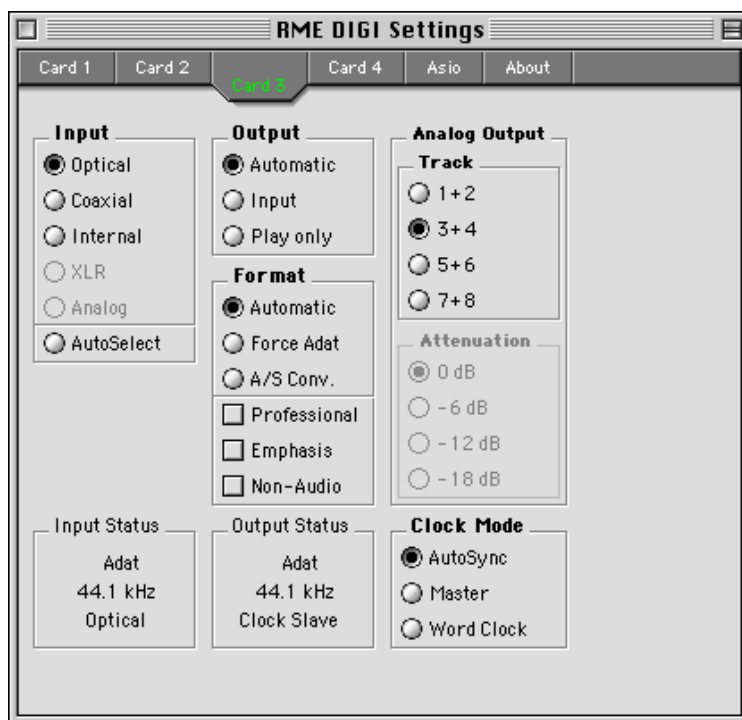 RME DIGI Settings
Card 1
Card 2
Card 3
Card 4
Asio
About
Input
Optical
Coaxial
Internal
XLR
Analog
AutoSelect
Output
Automatic
Input
Play only
Format
Automatic
Force Adat
A/S Conv.
Professional
Emphasis
Non-Audio
Analog Output
Track
1+2
3+4
5+6
7+8
Attenuation
0 dB
-6 dB
-12 dB
-18 dB
Input Status
Adat
44.1 kHz
Optical
Output Status
Adat
44.1 kHz
Clock Slave
Clock Mode
AutoSync
Master
Word Clock